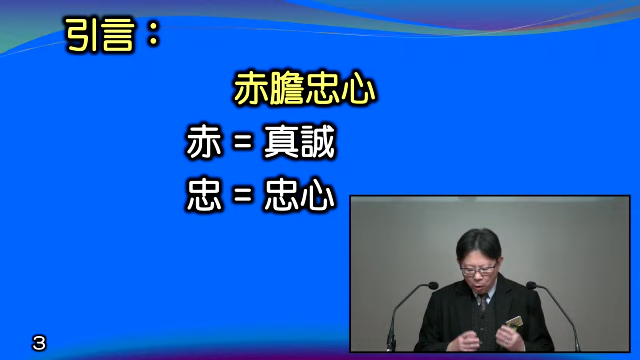 引言：
赤膽忠心
赤 = 真誠
忠 = 忠心
3